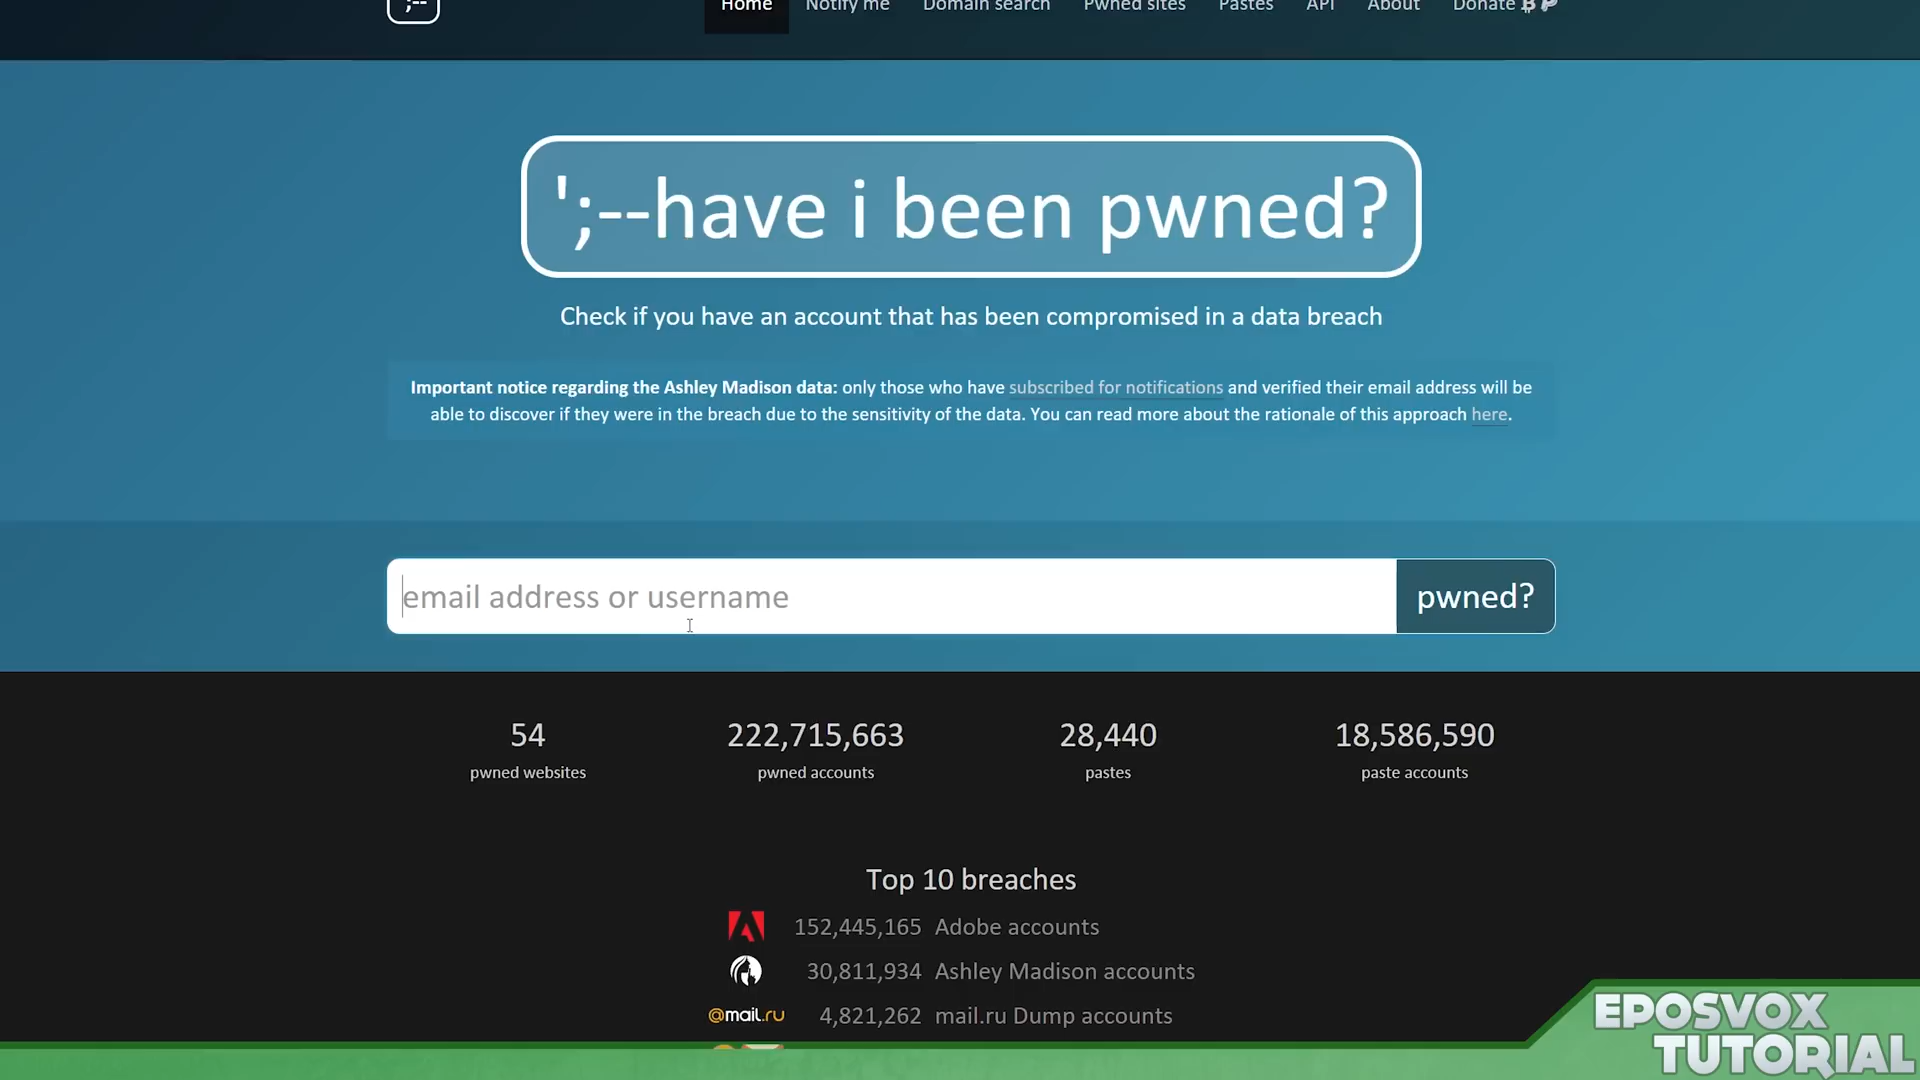 ';--
Home Notify me Domain search Pwned sites Pastes API About Donate
';--have i been pwned?
Check if you have an account that has been compromised in a data breach
Important notice regarding the Ashley Madison data: only those who have subscribed for notifications and verified their email address will be
able to discover if they were in the breach due to the sensitivity of the data. You can read more about the rationale of this approach here.
email address or username
pwned?
54 222,715,663 28,440 18,586,590
pwned websites pwned accounts pastes paste accounts
Top 10 breaches
152,445,165 Adobe accounts
30,811,934 Ashley Madison accounts
@mail.ru 4,821,262 mail.ru Dump accounts
EPOSVOX
TUTORIAL